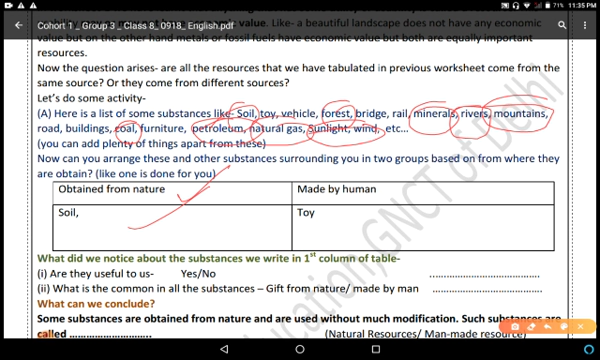 11:35 PM
71%
Cohort 1 _ Group 3 _ Class 8_ 0918_ English.pdf
value. Like- a beautiful landscape does not have any economic
value but on the other hand metals or fossil fuels have economic value but both are equally important
resources.
Now the question arises- are all the resources that we have tabulated in previous worksheet come from the
same source? Or they come from different sources?
Let's do some activity-
(A) Here is a list of some substances like- Soil, toy, vehicle, forest, bridge, rail, minerals, rivers, mountains,
road, buildings, coal, furniture, petroleum, natural gas, Sunlight, wind, etc...
(you can add plenty of things apart from these)
Now can you arrange these and other substances surrounding you in two groups based on from where they
are obtain? (like one is done for you)
Obtained from nature Made by human
Soil, Toy
What did we notice about the substances we write in 1st column of table-
(i) Are they useful to us- Yes/No ……………………………………
(ii) What is the common in all the substances – Gift from nature/ made by man ……………………………………
What can we conclude?
Some substances are obtained from nature and are used without much modification. Such substances are
called ………………………… (Natural Resources/ Man-made resource)
ucation,GNCT of Delhi